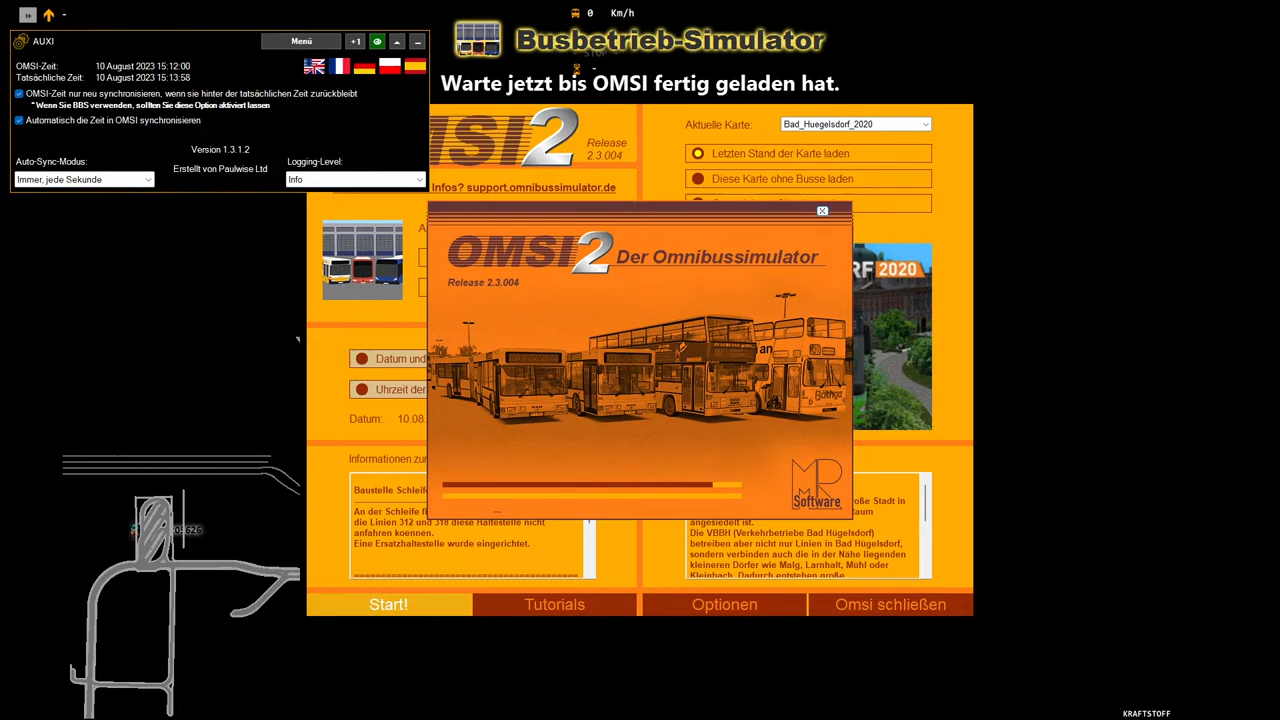 -
0 Km/h
AUXI
Menü
+1
OMSI-Zeit: 10 August 2023 15:12:00
Tatsächliche Zeit: 10 August 2023 15:13:58
OMSI-Zeit nur neu synchronisieren, wenn sie hinter der tatsächlichen Zeit zurückbleibt
*Wenn Sie BBS verwenden, sollten Sie diese Option aktiviert lassen
Automatisch die Zeit in OMSI synchronisieren
Version 1.3.1.2
Erstellt von Paulwise Ltd
Auto-Sync-Modus:
Immer, jede Sekunde
Logging-Level:
Info
Busbetrieb-Simulator
STOP
-
Warte jetzt bis OMSI fertig geladen hat.
MSI 2
Release
2.3.004
Infos? support.omnibussimulator.de
Aktuelle Karte: Bad_Huegelsdorf_2020
Letzten Stand der Karte laden
Diese Karte ohne Busse laden
RF 2020
OMSI 2 Der Omnibussimulator
Release 2.3.004
MR
Software
Datum und
Uhrzeit der
Datum: 10.08.
Informationen zur
Baustelle Schleife
An der Schleife
die Linien 312 und 318 diese Haltestelle nicht
anfahren koennen.
Eine Ersatzhaltestelle wurde eingerichtet.
große Stadt in
angesiedelt ist.
Die VBBH (Verkehrbetriebe Bad Hügelsdorf)
betreiben aber nicht nur Linien in Bad Hügelsdorf,
sondern verbinden auch die in der Nähe liegenden
kleineren Dörfer wie Malg, Larnhalt, Mühl oder
Kleinbach. Dadurch entstehen große
Start!
Tutorials
Optionen
Omsi schließen
KRAFTSTOFF